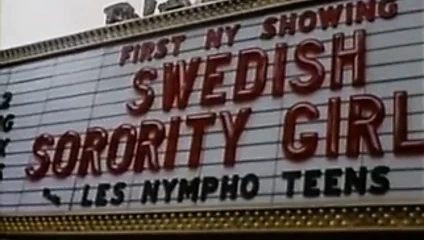 FIRST NY SHOWING
SWEDISH
SORORITY GIRL
LES NYMPHO TEENS